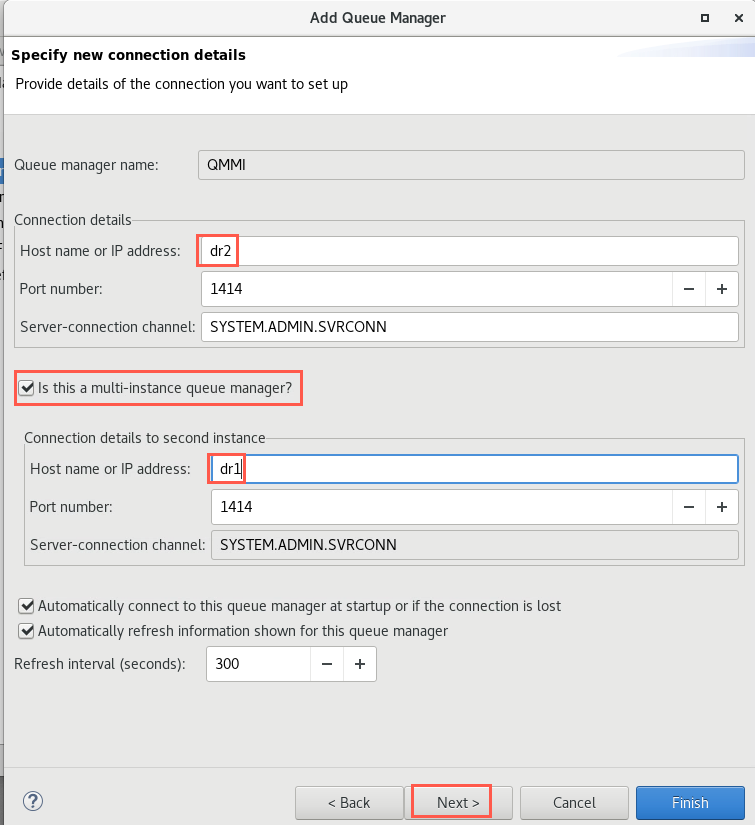 Add Queue Manager
Specify new connection details
Provide details of the connection you want to set up
Queue manager name: QMMI
Connection details
Host name or IP address: dr2
Port number: 1414
Server-connection channel: SYSTEM.ADMIN.SVRCONN
Is this a multi-instance queue manager?
Connection details to second instance
Host name or IP address: dr1
Port number: 1414
Server-connection channel: SYSTEM.ADMIN.SVRCONN
Automatically connect to this queue manager at startup or if the connection is lost
Automatically refresh information shown for this queue manager
Refresh interval (seconds): 300
< Back Next > Cancel Finish